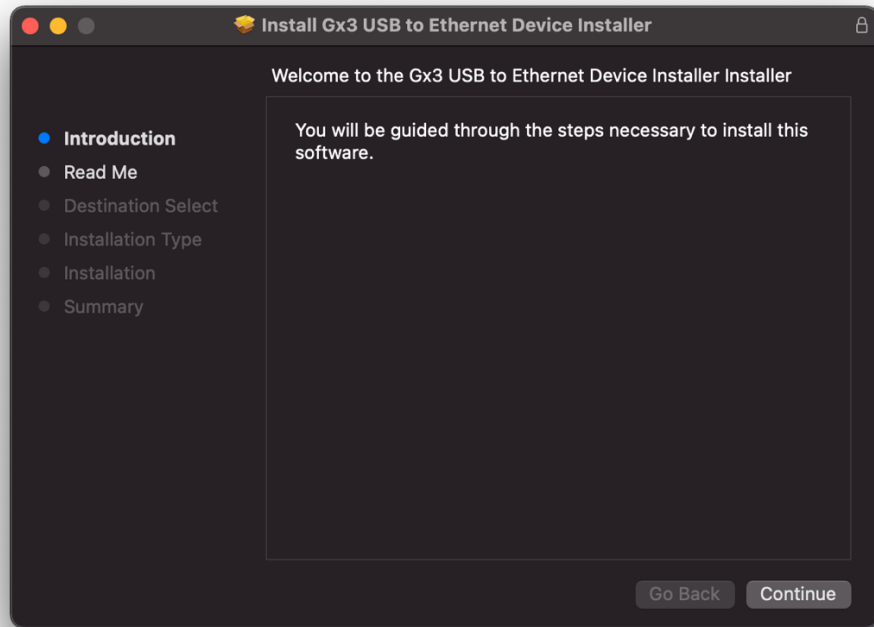 Install Gx3 USB to Ethernet Device Installer
Welcome to the Gx3 USB to Ethernet Device Installer Installer
Introduction
Read Me
Destination Select
Installation Type
Installation
Summary
You will be guided through the steps necessary to install this
software.
Go Back
Continue